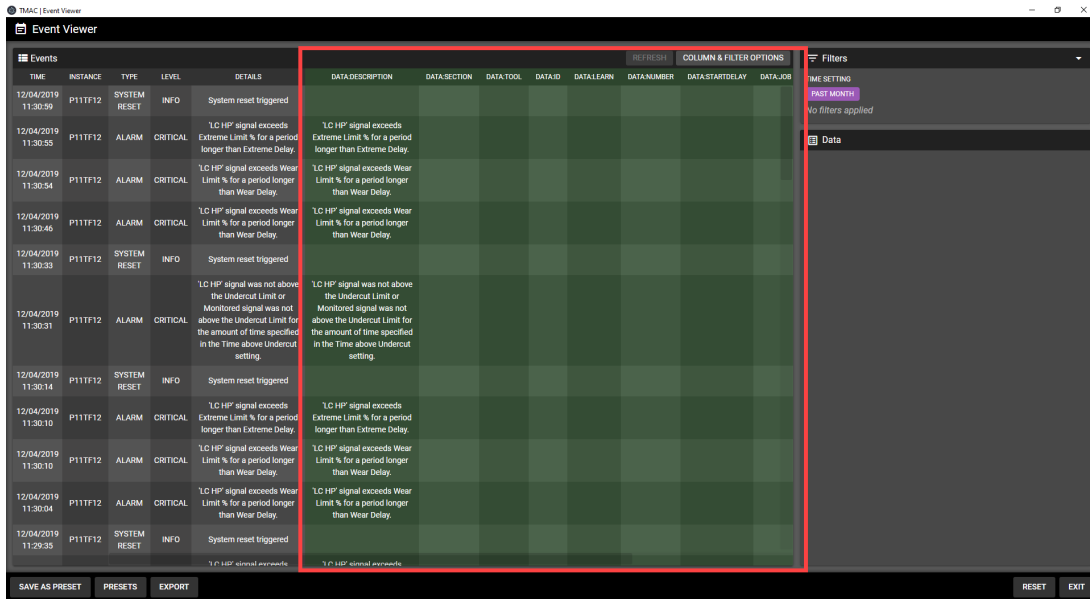 TMAC | Event Viewer
Event Viewer
Events
REFRESH COLUMN & FILTER OPTIONS
TIME INSTANCE TYPE LEVEL DETAILS DATA:DESCRIPTION DATA:SECTION DATA:TOOL DATA:ID DATA:LEARN DATA:NUMBER DATA:STARTDELAY DATA:JOB
12/04/2019
11:30:59
P11TF12
SYSTEM
RESET
INFO
System reset triggered
12/04/2019
11:30:55
P11TF12
ALARM
CRITICAL
'LC HP' signal exceeds
Extreme Limit % for a period
longer than Extreme Delay.
'LC HP' signal exceeds
Extreme Limit % for a period
longer than Extreme Delay.
12/04/2019
11:30:54
P11TF12
ALARM
CRITICAL
'LC HP' signal exceeds Wear
Limit % for a period longer
than Wear Delay.
'LC HP' signal exceeds Wear
Limit % for a period longer
than Wear Delay.
12/04/2019
11:30:46
P11TF12
ALARM
CRITICAL
'LC HP' signal exceeds Wear
Limit % for a period longer
than Wear Delay.
'LC HP' signal exceeds Wear
Limit % for a period longer
than Wear Delay.
12/04/2019
11:30:33
P11TF12
SYSTEM
RESET
INFO
System reset triggered
12/04/2019
11:30:31
P11TF12
ALARM
CRITICAL
'LC HP' signal was not above
the Undercut Limit or
Monitored signal was not
above the Undercut Limit for
the amount of time specified
in the Time above Undercut
setting.
'LC HP' signal was not above
the Undercut Limit or
Monitored signal was not
above the Undercut Limit for
the amount of time specified
in the Time above Undercut
setting.
12/04/2019
11:30:14
P11TF12
SYSTEM
RESET
INFO
System reset triggered
12/04/2019
11:30:10
P11TF12
ALARM
CRITICAL
'LC HP' signal exceeds
Extreme Limit % for a period
longer than Extreme Delay.
'LC HP' signal exceeds
Extreme Limit % for a period
longer than Extreme Delay.
12/04/2019
11:30:10
P11TF12
ALARM
CRITICAL
'LC HP' signal exceeds Wear
Limit % for a period longer
than Wear Delay.
'LC HP' signal exceeds Wear
Limit % for a period longer
than Wear Delay.
12/04/2019
11:30:04
P11TF12
ALARM
CRITICAL
'LC HP' signal exceeds Wear
Limit % for a period longer
than Wear Delay.
'LC HP' signal exceeds Wear
Limit % for a period longer
than Wear Delay.
12/04/2019
11:29:35
P11TF12
SYSTEM
RESET
INFO
System reset triggered
'LC HP' signal exceeds
'LC HP' signal exceeds
Filters
TIME SETTING
PAST MONTH
No filters applied
Data
SAVE AS PRESET PRESETS EXPORT RESET EXIT